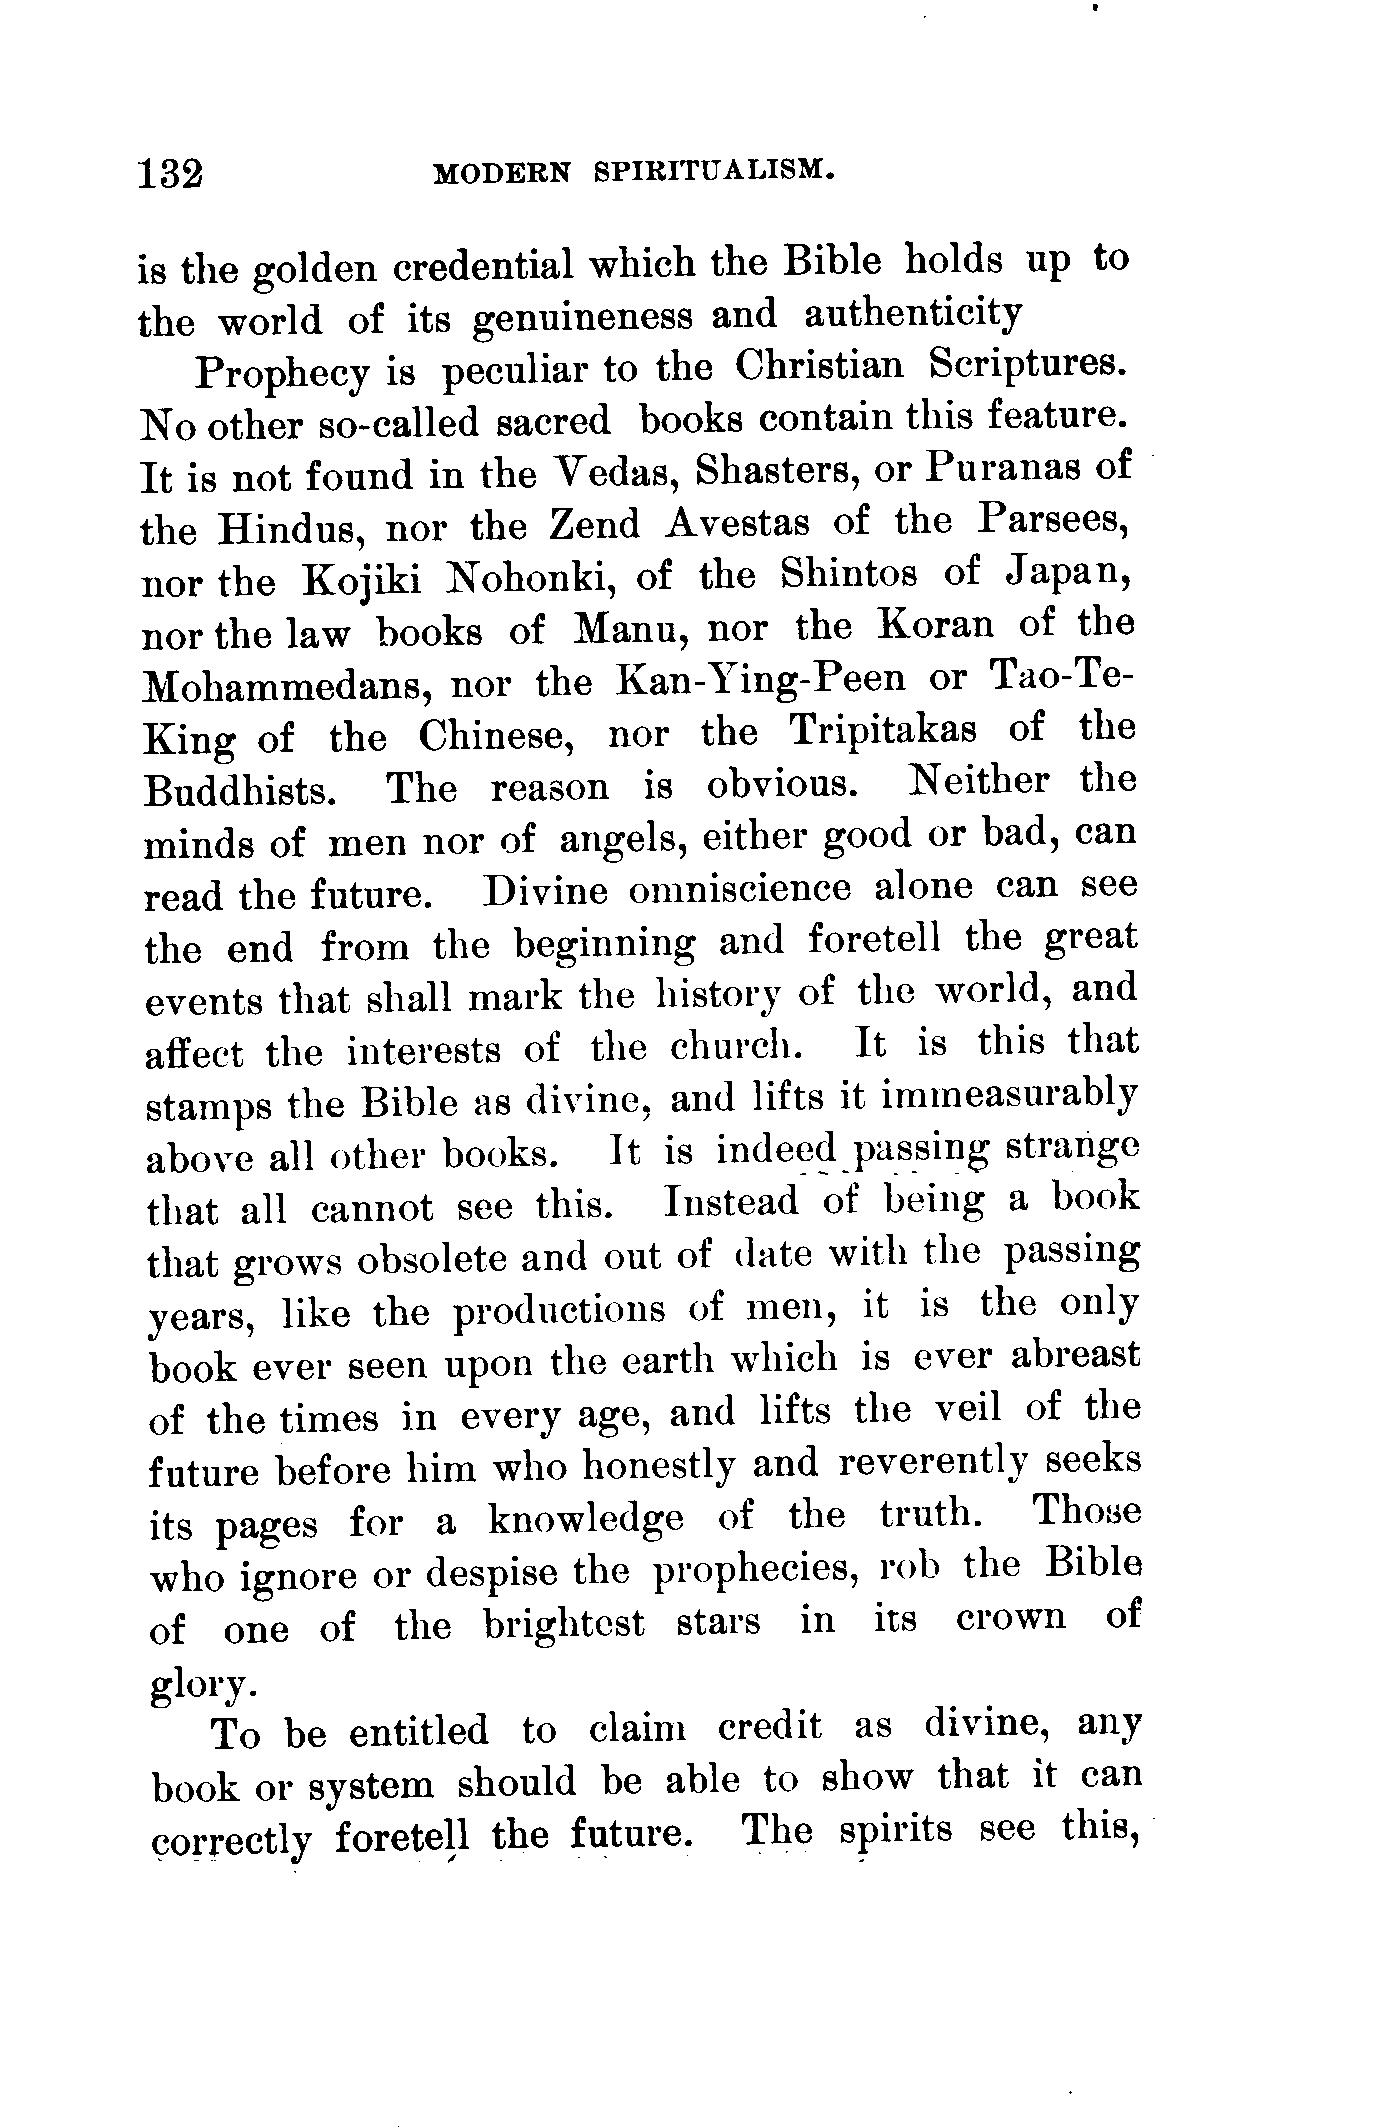 132 MODERN SPIRITUALISM.
is the golden credential which the Bible holds up to
the world of its genuineness and authenticity
Prophecy is peculiar to the Christian Scriptures.
No other so-called sacred books contain this feature.
It is not found in the Vedas, Shasters, or Puranas of
the Hindus, nor the Zend Avestas of the Parsees,
nor the Kojiki Nohonki, of the Shintos of Japan,
nor the law books of Manu, nor the Koran of the
Mohammedans, nor the Kan-Ying-Peen or Tao-Te-
King of the Chinese, nor the Tripitakas of the
Buddhists. The reason is obvious. Neither the
minds of men nor of angels, either good or bad, can
read the future. Divine omniscience alone can see
the end from the beginning and foretell the great
events that shall mark the history of the world, and
affect the interests of the church. It is this that
stamps the Bible as divine, and lifts it immeasurably
above all other books. It is indeed passing strange
that all cannot see this. Instead of being a book
that grows obsolete and out of date with the passing
years, like the productions of men, it is the only
book ever seen upon the earth which is ever abreast
of the times in every age, and lifts the veil of the
future before him who honestly and reverently seeks
its pages for a knowledge of the truth. Those
who ignore or despise the prophecies, rob the Bible
of one of the brightest stars in its crown of
glory.
To be entitled to claim credit as divine, any
book or system should be able to show that it can
correctly foretell the future. The spirits see this,